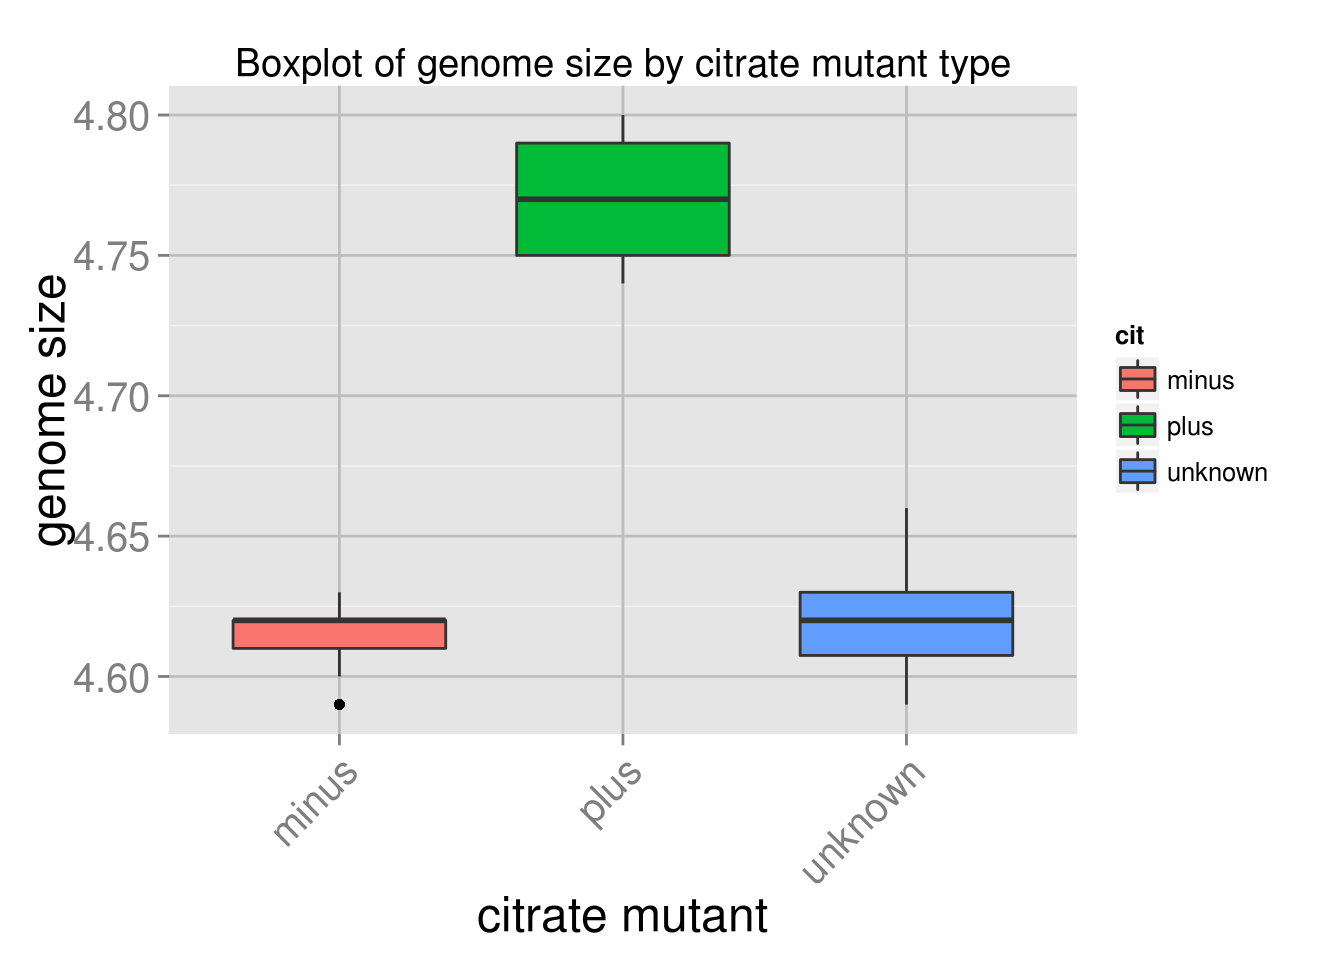 Boxplot of genome size by citrate mutant type
genome size
4.80
4.75
4.70
4.65
4.60
minus
plus
unknown
citrate mutant
cit
minus
plus
unknown